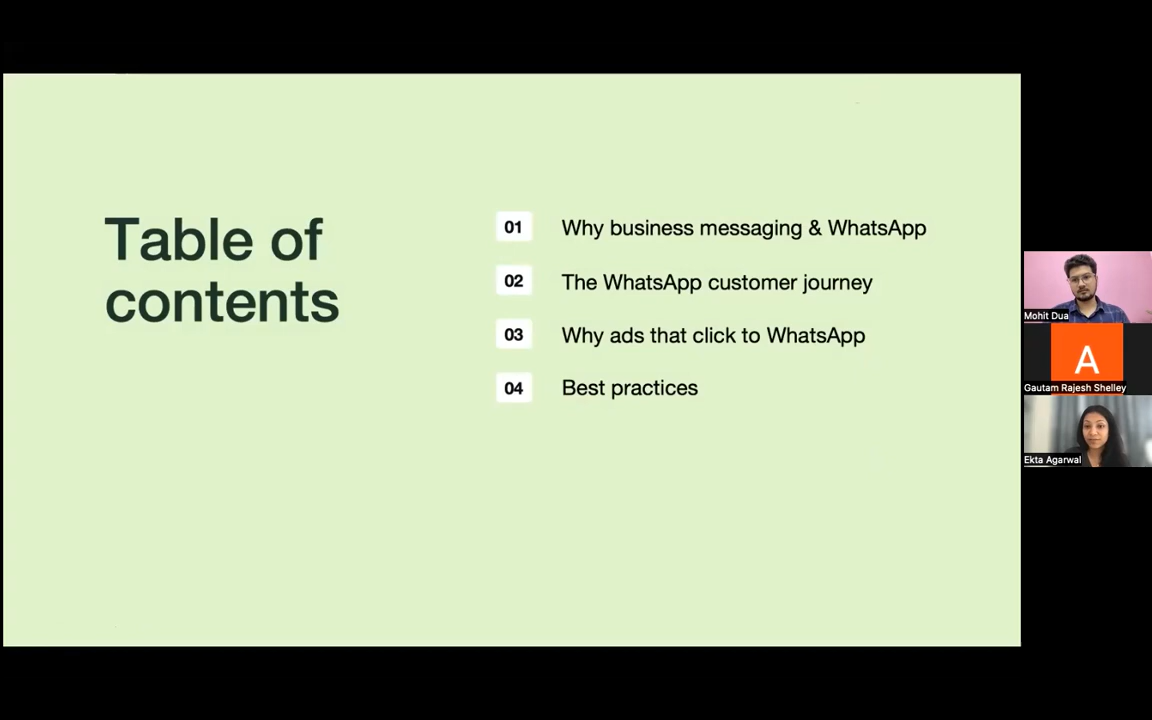 Table of
contents
01 Why business messaging & WhatsApp
02 The WhatsApp customer journey
03 Why ads that click to WhatsApp
04 Best practices
Mohit Dua
A
Gautam Rajesh Shelley
Ekta Agarwal